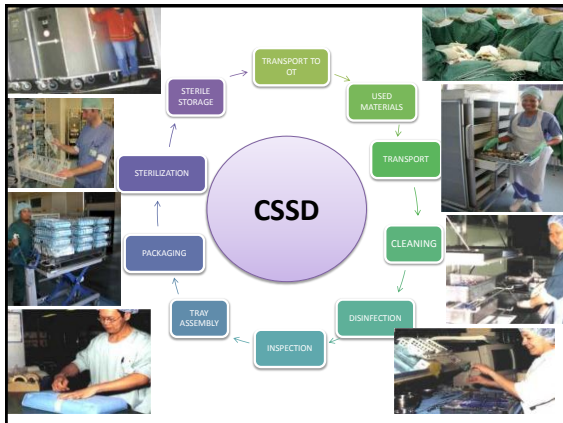 TRANSPORT TO
OT
USED
MATERIALS
TRANSPORT
CLEANING
DISINFECTION
INSPECTION
TRAY
ASSEMBLY
PACKAGING
STERILIZATION
STERILE
STORAGE
CSSD